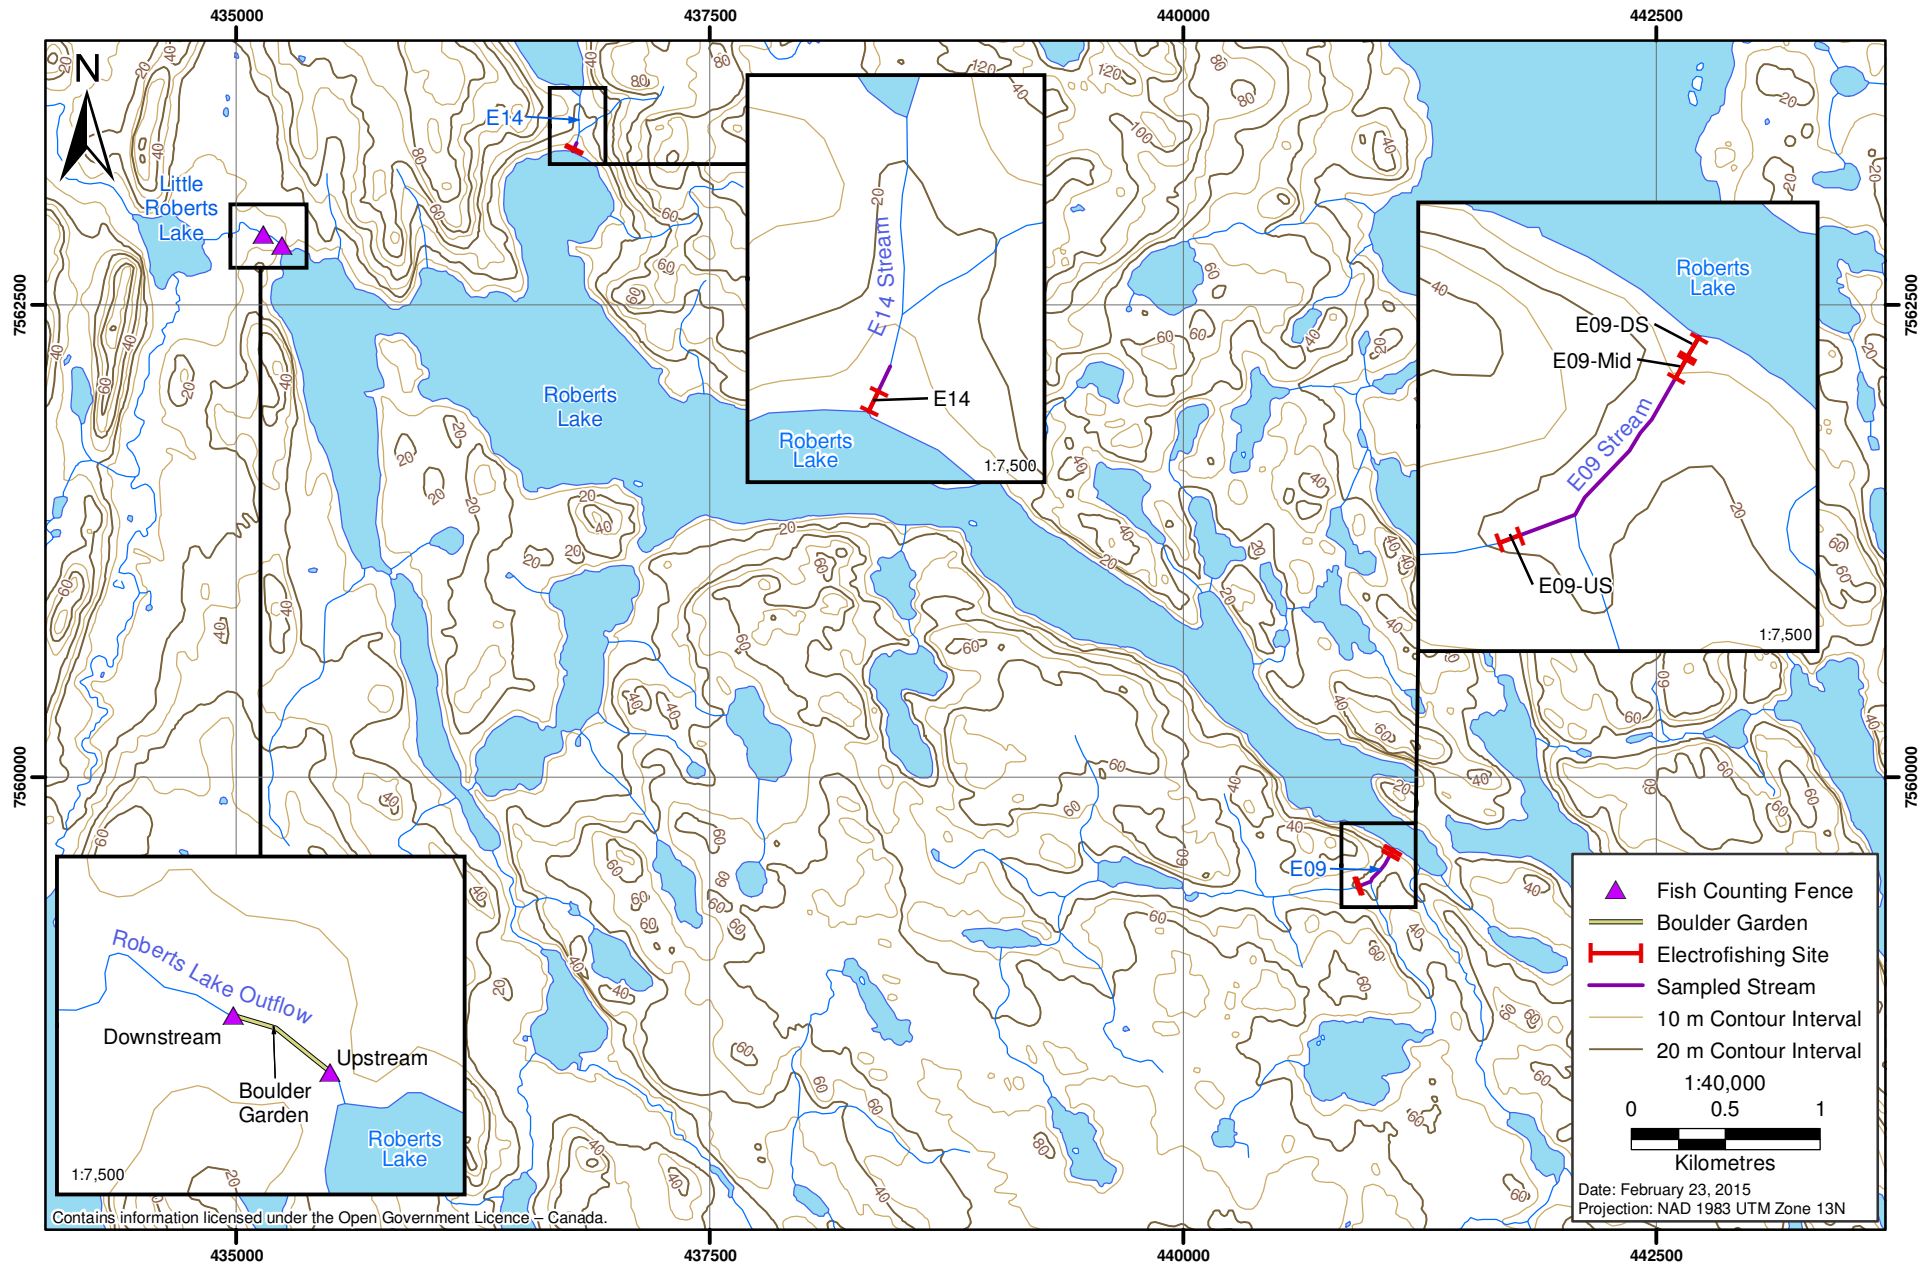 435000
437500
440000
442500
N
E14
Little
Roberts
Lake
7562500
7562500
E14 Stream
E14
Roberts
Lake
1:7,500
Roberts
Lake
Roberts
Lake
E09-DS
E09-Mid
E09 Stream
E09-US
1:7,500
7560000
7560000
E09
Roberts Lake Outflow
Downstream
Upstream
Boulder
Garden
Roberts
Lake
1:7,500
Fish Counting Fence
Boulder Garden
Electrofishing Site
Sampled Stream
10 m Contour Interval
20 m Contour Interval
1:40,000
0 0.5 1
Kilometres
Date: February 23, 2015
Projection: NAD 1983 UTM Zone 13N
Contains information licensed under the Open Government Licence – Canada.
435000
437500
440000
442500